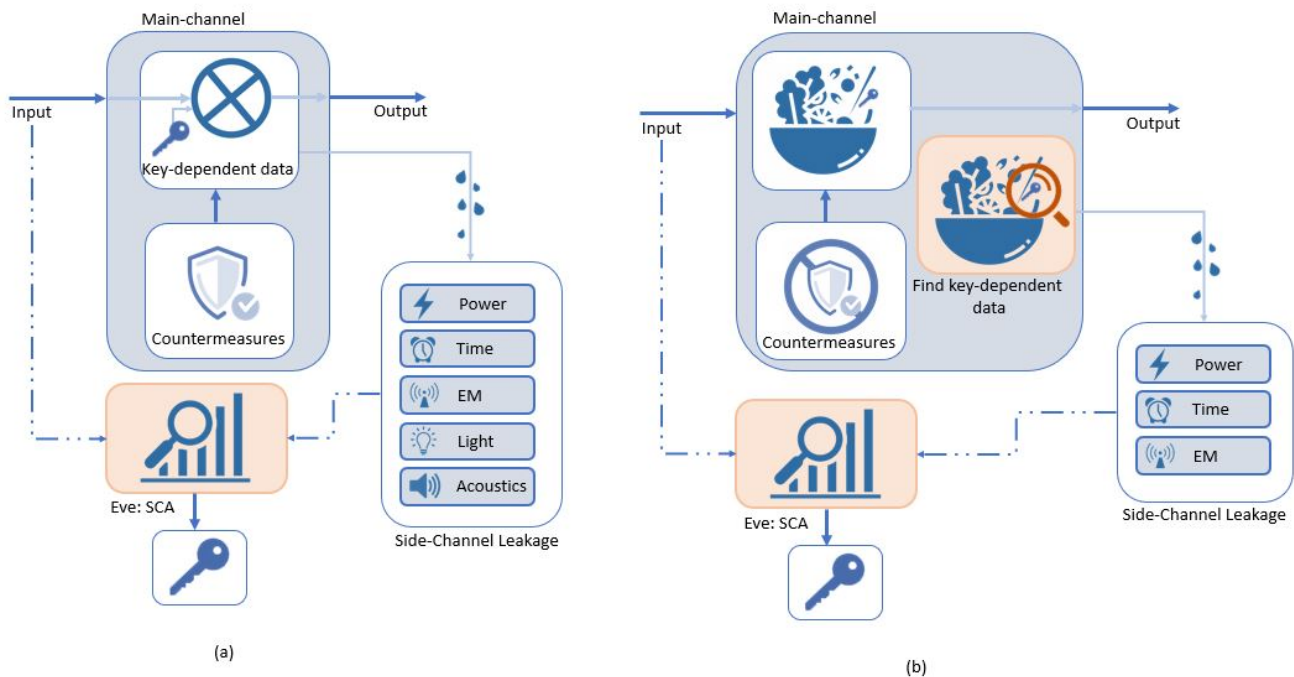 Main-channel
Input
Output
Key-dependent data
Countermeasures
Power
Time
EM
Light
Acoustics
Side-Channel Leakage
Eve: SCA
(a)
Main-channel
Input
Output
Find key-dependent
data
Countermeasures
Power
Time
EM
Side-Channel Leakage
Eve: SCA
(b)